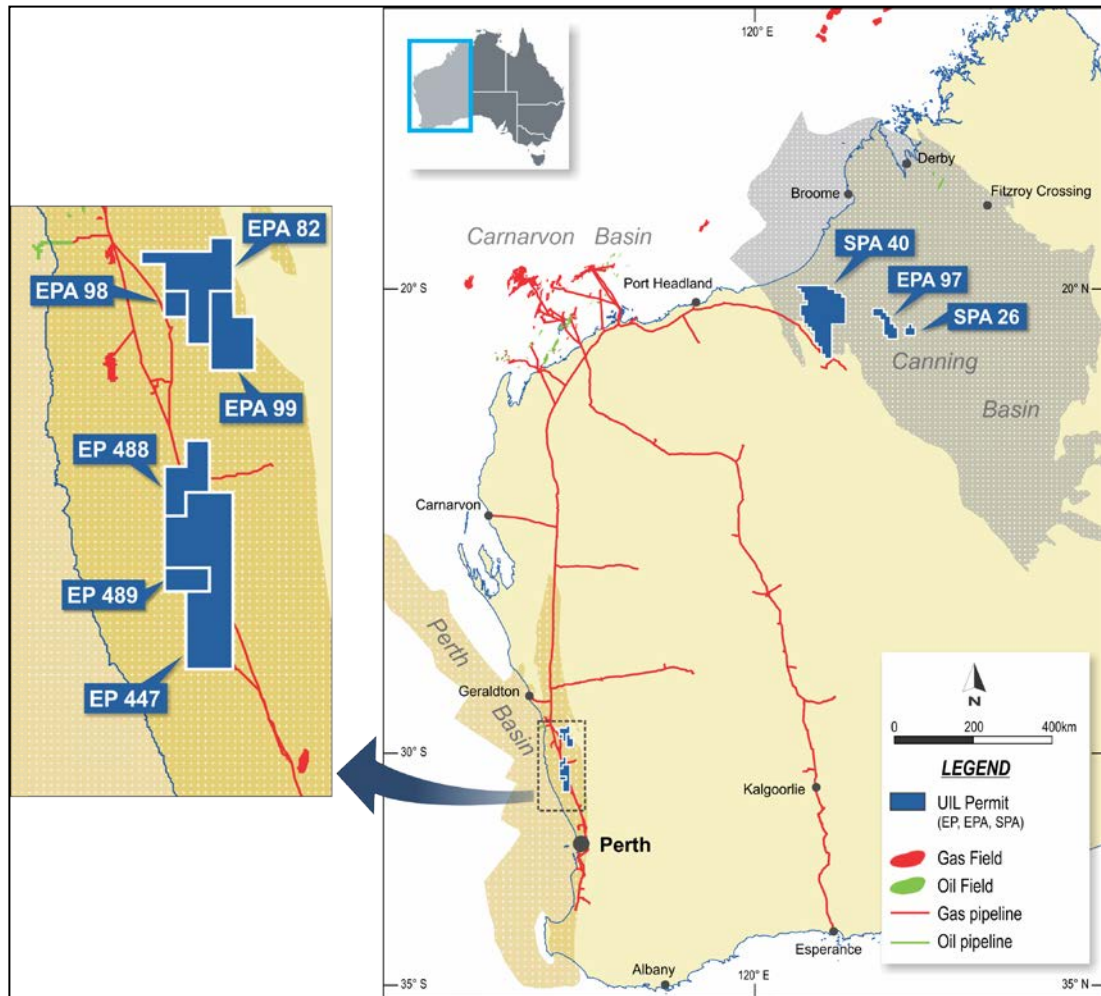 EPA 82
EPA 98
EPA 99
EP 488
EP 489
EP 447
120° E
Derby
Broome
Fitzroy Crossing
Carnarvon Basin
SPA 40
Port Headland
EPA 97
20° S
20° S
SPA 26
Canning
Basin
Carnarvon
Perth
Basin
Geraldton
N
0 200 400km
30° S
LEGEND
Kalgoorlie
UIL Permit
(EP, EPA, SPA)
Perth
Gas Field
Oil Field
Gas pipeline
Oil pipeline
Esperance
Albany
120° E
35° S
35° S